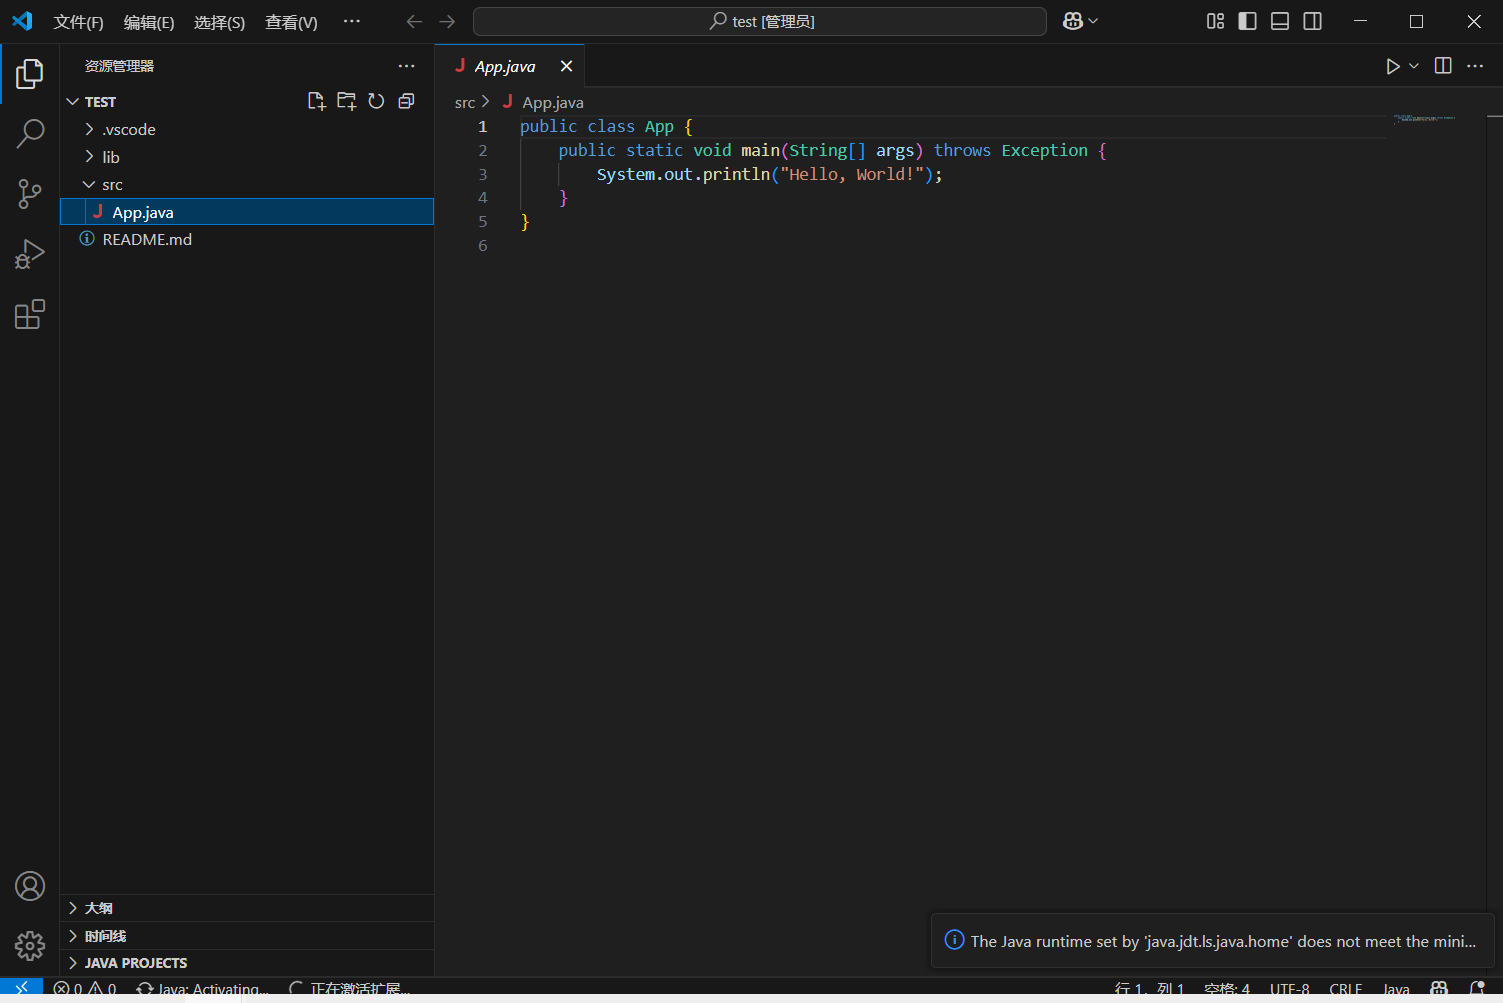 文件(F) 编辑(E) 选择(S) 查看(V) ··· test [管理员]
资源管理器 ···
TEST
.vscode
lib
src
App.java
README.md
大纲
时间线
JAVA PROJECTS
J App.java
src > J App.java
1 public class App {
2 public static void main(String[] args) throws Exception {
3 System.out.println("Hello, World!");
4 }
5 }
6
The Java runtime set by 'java.jdt.ls.java.home' does not meet the mini...
0 0 Java: Activating... 正在激活扩展... 行 1，列 1 空格: 4 UTF-8 CRLF Java